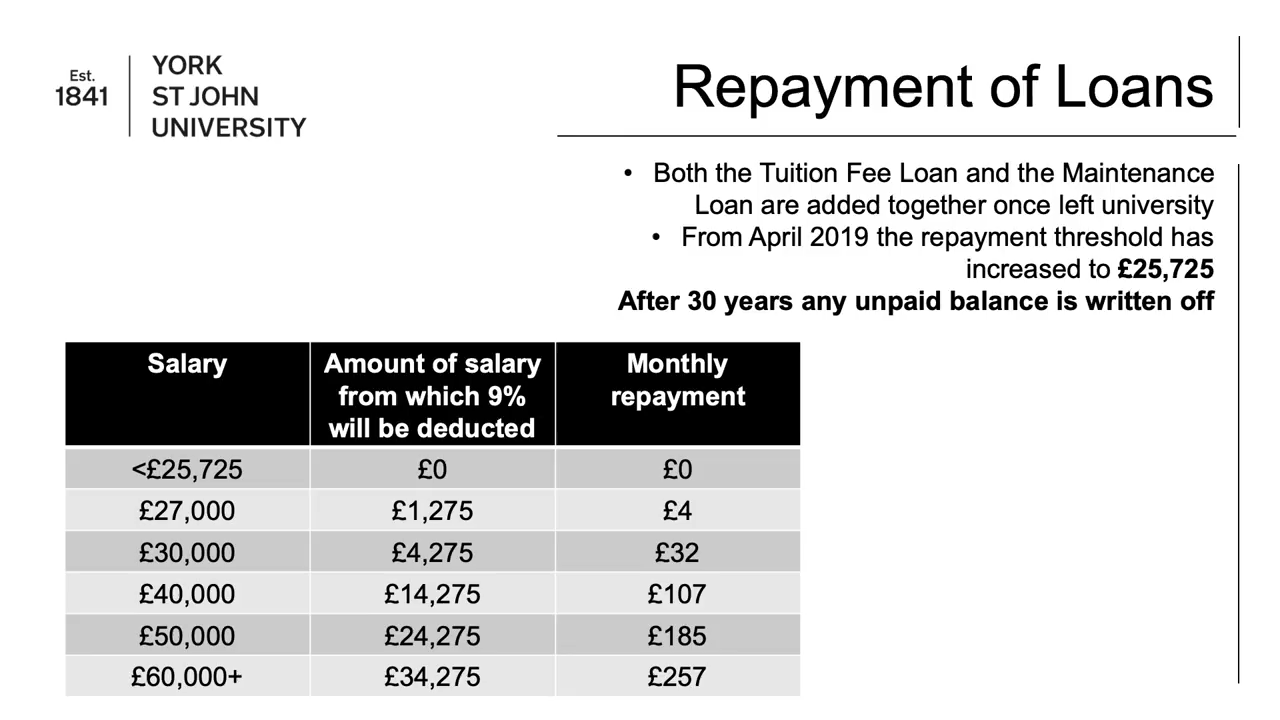 Est.
1841
YORK
ST JOHN
UNIVERSITY
Repayment of Loans
• Both the Tuition Fee Loan and the Maintenance
Loan are added together once left university
• From April 2019 the repayment threshold has
increased to £25,725
After 30 years any unpaid balance is written off
Salary Amount of salary from which 9% will be deducted Monthly repayment
<£25,725 £0 £0
£27,000 £1,275 £4
£30,000 £4,275 £32
£40,000 £14,275 £107
£50,000 £24,275 £185
£60,000+ £34,275 £257